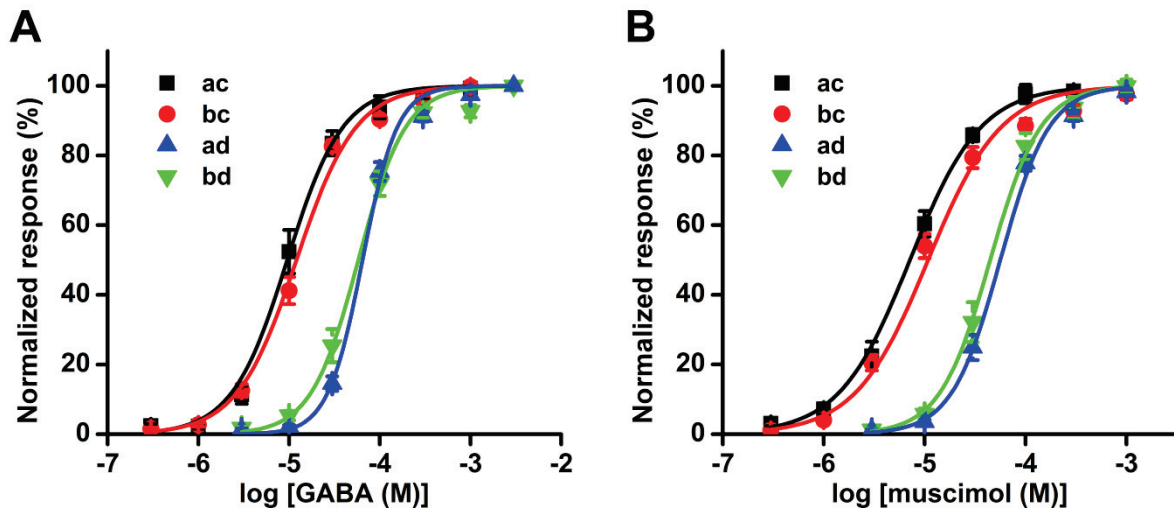 A
Normalized response (%)
100
80
60
40
20
0
ac
bc
ad
bd
-7 -6 -5 -4 -3 -2
log [GABA (M)]
B
Normalized response (%)
100
80
60
40
20
0
ac
bc
ad
bd
-7 -6 -5 -4 -3
log [muscimol (M)]